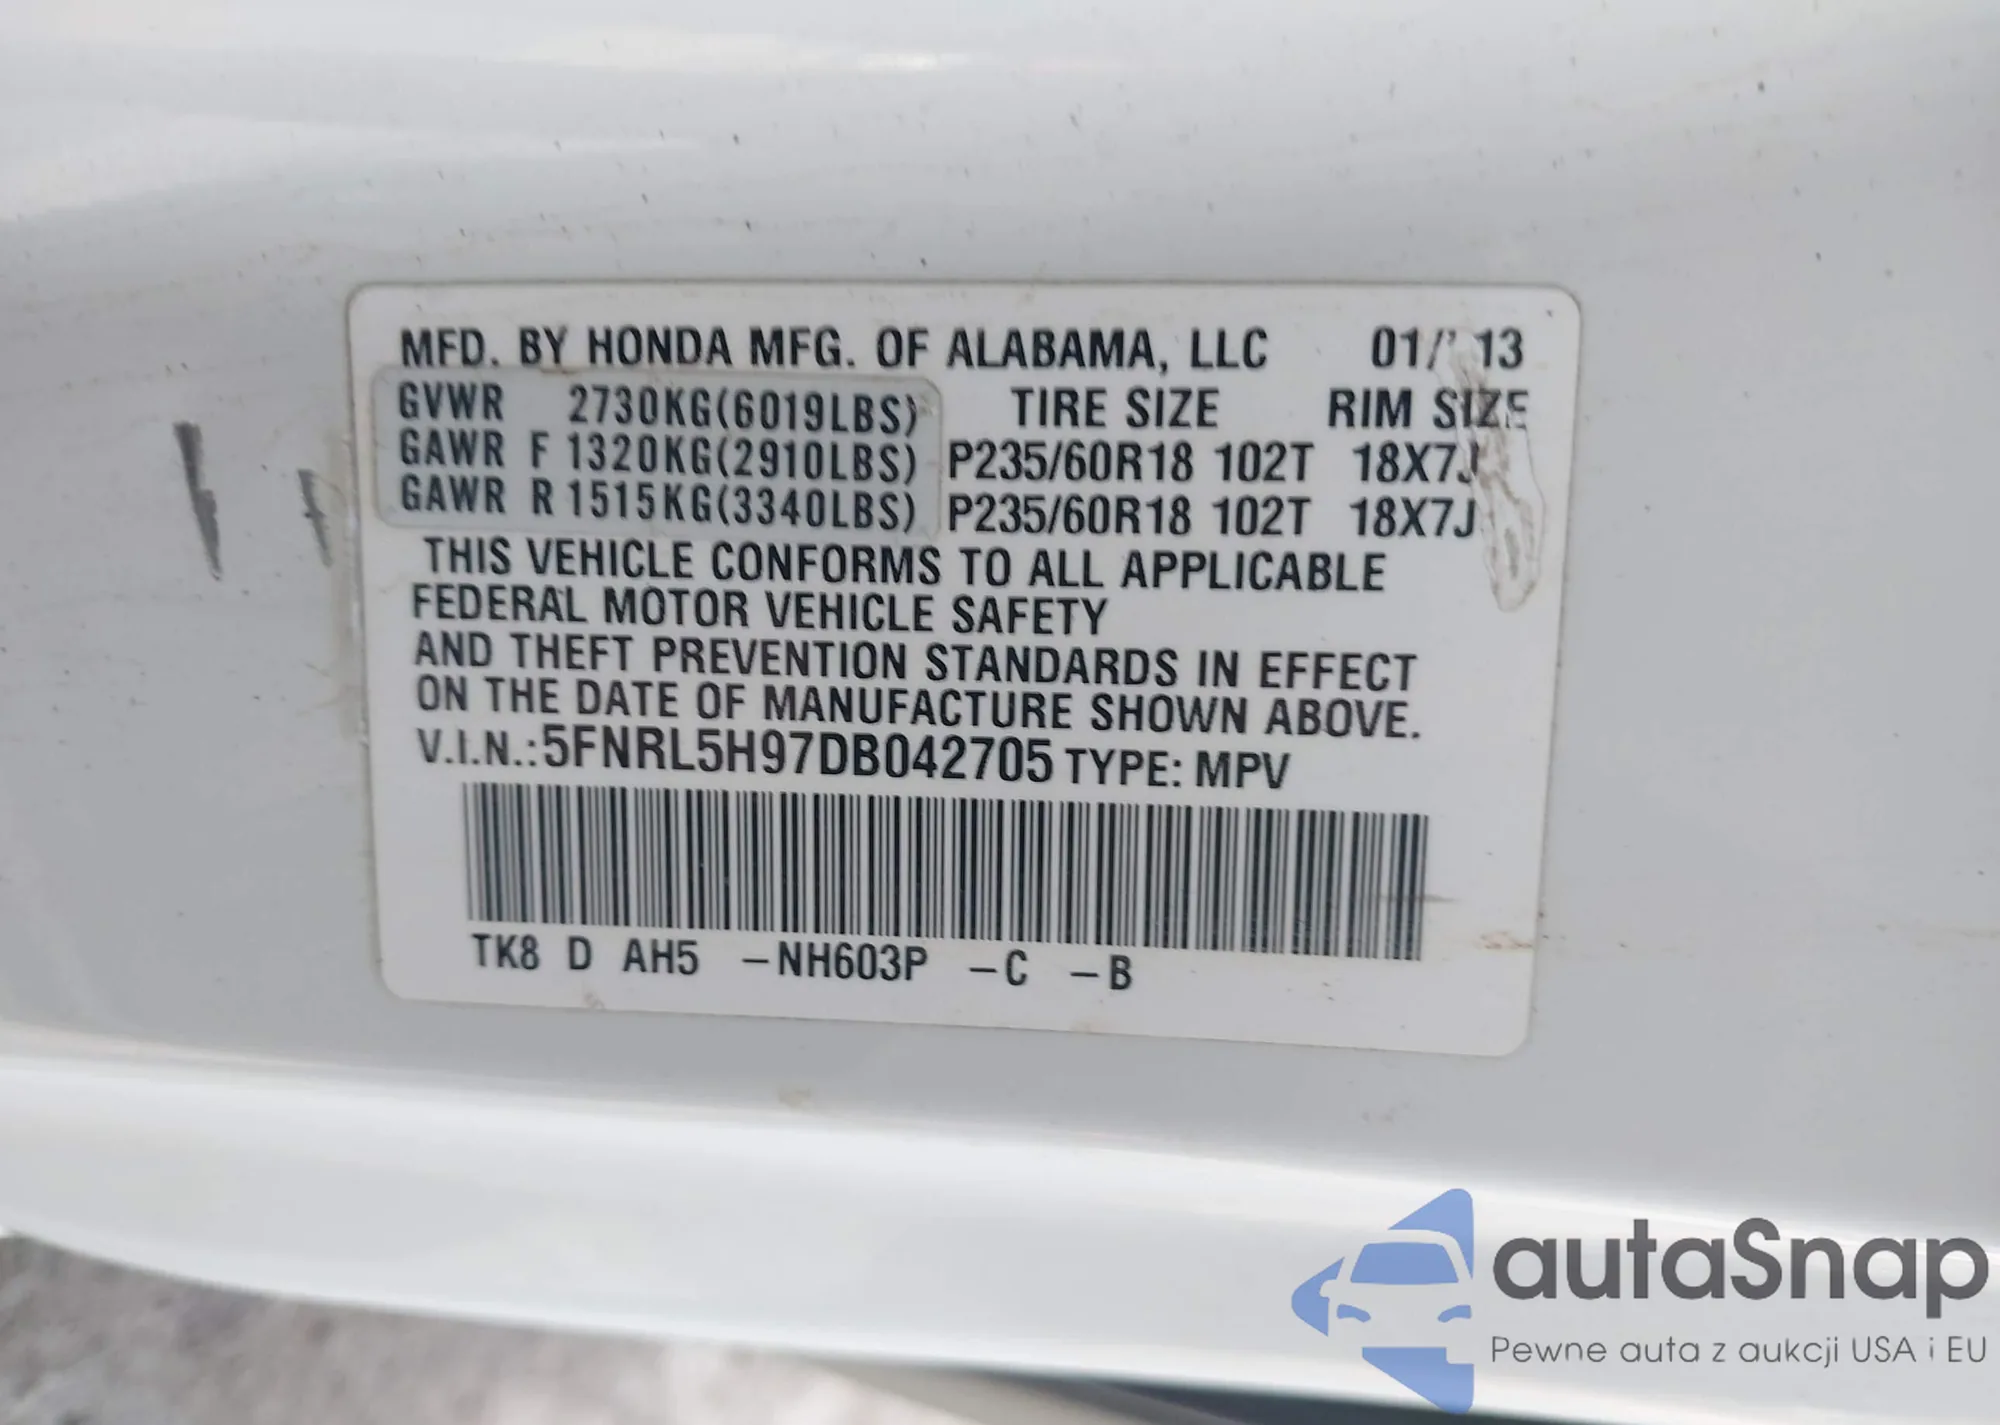 MFD. BY HONDA MFG. OF ALABAMA, LLC 01/13
GVWR 2730KG(6019LBS) TIRE SIZE RIM SIZE
GAWR F 1320KG(2910LBS) P235/60R18 102T 18X7J
GAWR R 1515KG(3340LBS) P235/60R18 102T 18X7J
THIS VEHICLE CONFORMS TO ALL APPLICABLE
FEDERAL MOTOR VEHICLE SAFETY
AND THEFT PREVENTION STANDARDS IN EFFECT
ON THE DATE OF MANUFACTURE SHOWN ABOVE.
V.I.N.:5FNRL5H97DB042705 TYPE: MPV
TK8 D AH5 -NH603P -C -B
autaSnap
Pewne auta z aukcji USA i EU